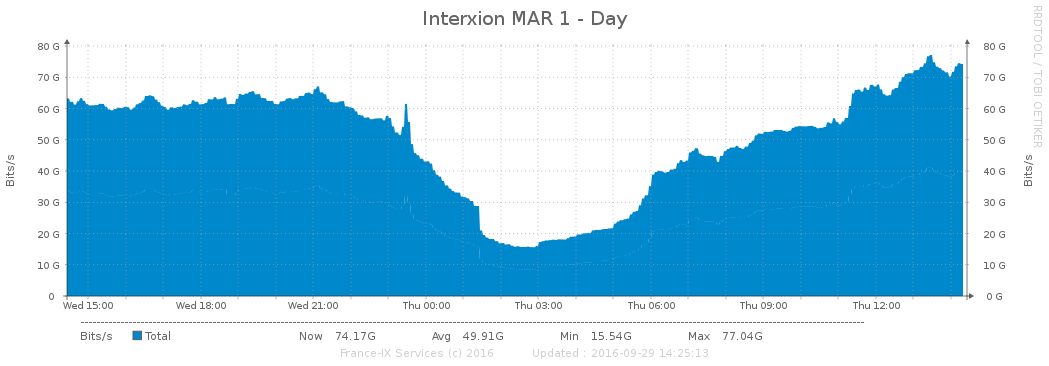 Interxion MAR 1 - Day
RRDTOOL / TOBI OETIKER
80 G 80 G
70 G 70 G
60 G 60 G
50 G 50 G
40 G 40 G
30 G 30 G
20 G 20 G
10 G 10 G
0 0 G
Bits/s
Bits/s
Wed 15:00 Wed 18:00 Wed 21:00 Thu 00:00 Thu 03:00 Thu 06:00 Thu 09:00 Thu 12:00
Bits/s Total Now 74.17G Avg 49.91G Min 15.54G Max 77.04G
France-IX Services (c) 2016 Updated : 2016-09-29 14:25:13